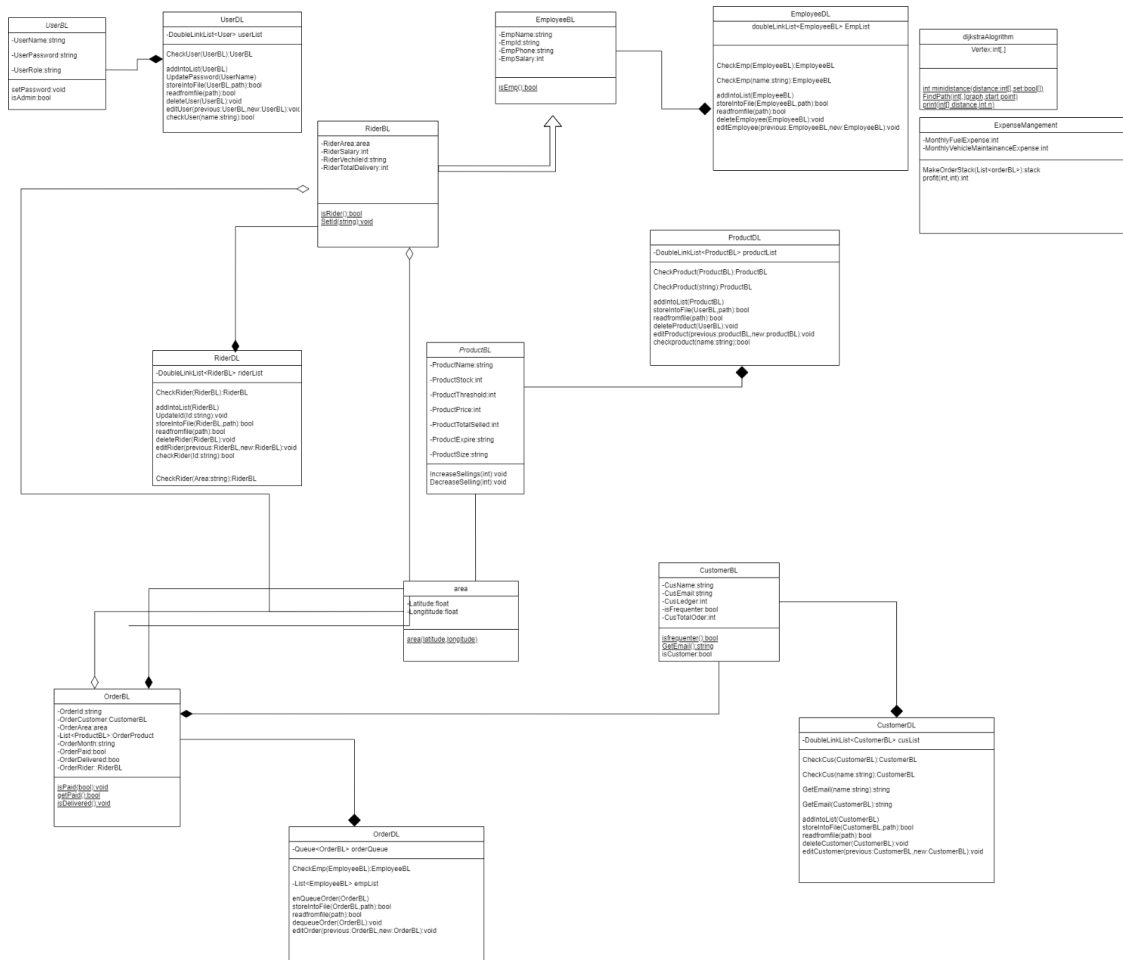 UserBL
-UserName:string
-UserPassword:string
-UserRole:string
setPassword:void
isAdmin:bool
UserDL
-DoubleLinkList<User> userList
CheckUser(UserBL):UserBL
addIntoList(UserBL)
UpdatePassword(UserName)
storeIntoFile(UserBL,path):bool
readfromfile(path):bool
deleteUser(UserBL):void
editUser(previous:UserBL,new:UserBL):void
checkUser(name:string):bool
EmployeeBL
-EmpName:string
-EmpId:string
-EmpPhone:string
-EmpSalary:int
isEmp():bool
EmployeeDL
doubleLinkList<EmployeeBL> EmpList
CheckEmp(EmployeeBL):EmployeeBL
CheckEmp(name:string):EmployeeBL
addIntoList(EmployeeBL)
storeIntoFile(EmployeeBL,path):bool
readfromfile(path):bool
deleteEmployee(EmployeeBL):void
editEmployee(previous:EmployeeBL,new:EmployeeBL):void
dijkstraAlogrithm
Vertex:int[,]
int minidistance(distance:int[],set:bool[])
FindPath(int[,]graph,start point)
print(int[] distance,int n)
ExpenseMangement
-MonthlyFuelExpense:int
-MonthlyVehicleMaintainanceExpense:int
MakeOrderStack(List<orderBL>):stack
profit(int,int):int
RiderBL
-RiderArea:area
-RiderSalary:int
-RiderVechileId:string
-RiderTotalDelivery:int
isRider():bool
SetId(string):void
ProductDL
-DoubleLinkList<ProductBL> productList
CheckProduct(ProductBL):ProductBL
CheckProduct(string):ProductBL
addIntoList(ProductBL)
storeIntoFile(UserBL,path):bool
readfromfile(path):bool
deleteProduct(UserBL):void
editProduct(previous:productBL,new:productBL):void
checkproduct(name:string):bool
RiderDL
-DoubleLinkList<RiderBL> riderList
CheckRider(RiderBL):RiderBL
addIntoList(RiderBL)
UpdateId(Id:string):void
storeIntoFile(RiderBL,path):bool
readfromfile(path):bool
deleteRider(RiderBL):void
editRider(previous:RiderBL,new:RiderBL):void
checkRider(Id:string):bool
CheckRider(Area:string):RiderBL
ProductBL
-ProductName:string
-ProductStock:int
-ProductThreshold:int
-ProductPrice:int
-ProductTotalSelled:int
-ProductExpire:string
-ProductSize:string
IncreaseSellings(int):void
DecreaseSelling(int):void
area
-Latitude:float
-Longititude:float
area(latitude,longitude)
CustomerBL
-CusName:string
-CusEmail:string
-CusLedger:int
-isFrequenter:bool
-CusTotalOder:int
isfrequenter():bool
GetEmail():string
isCustomer:bool
OrderBL
-OrderId:string
-OrderCustomer:CustomerBL
-OrderArea:area
-List<ProductBL>:OrderProduct
-OrderMonth:string
-OrderPaid:bool
-OrderDelivered:boo
-OrderRider::RiderBL
isPaid(bool):void
getPaid():bool
isDelivered():void
CustomerDL
-DoubleLinkList<CustomerBL> cusList
CheckCus(CustomerBL):CustomerBL
CheckCus(name:string):CustomerBL
GetEmail(name:string):string
GetEmail(CustomerBL):string
addIntoList(CustomerBL)
storeIntoFile(CustomerBL,path):bool
readfromfile(path):bool
deleteCustomer(CustomerBL):void
editCustomer(previous:CustomerBL,new:CustomerBL):void
OrderDL
-Queue<OrderBL> orderQueue
CheckEmp(EmployeeBL):EmployeeBL
-List<EmployeeBL> empList
enQueueOrder(OrderBL)
storeIntoFile(OrderBL,path):bool
readfromfile(path):bool
dequeueOrder(OrderBL):void
editOrder(previous:OrderBL,new:OrderBL):void